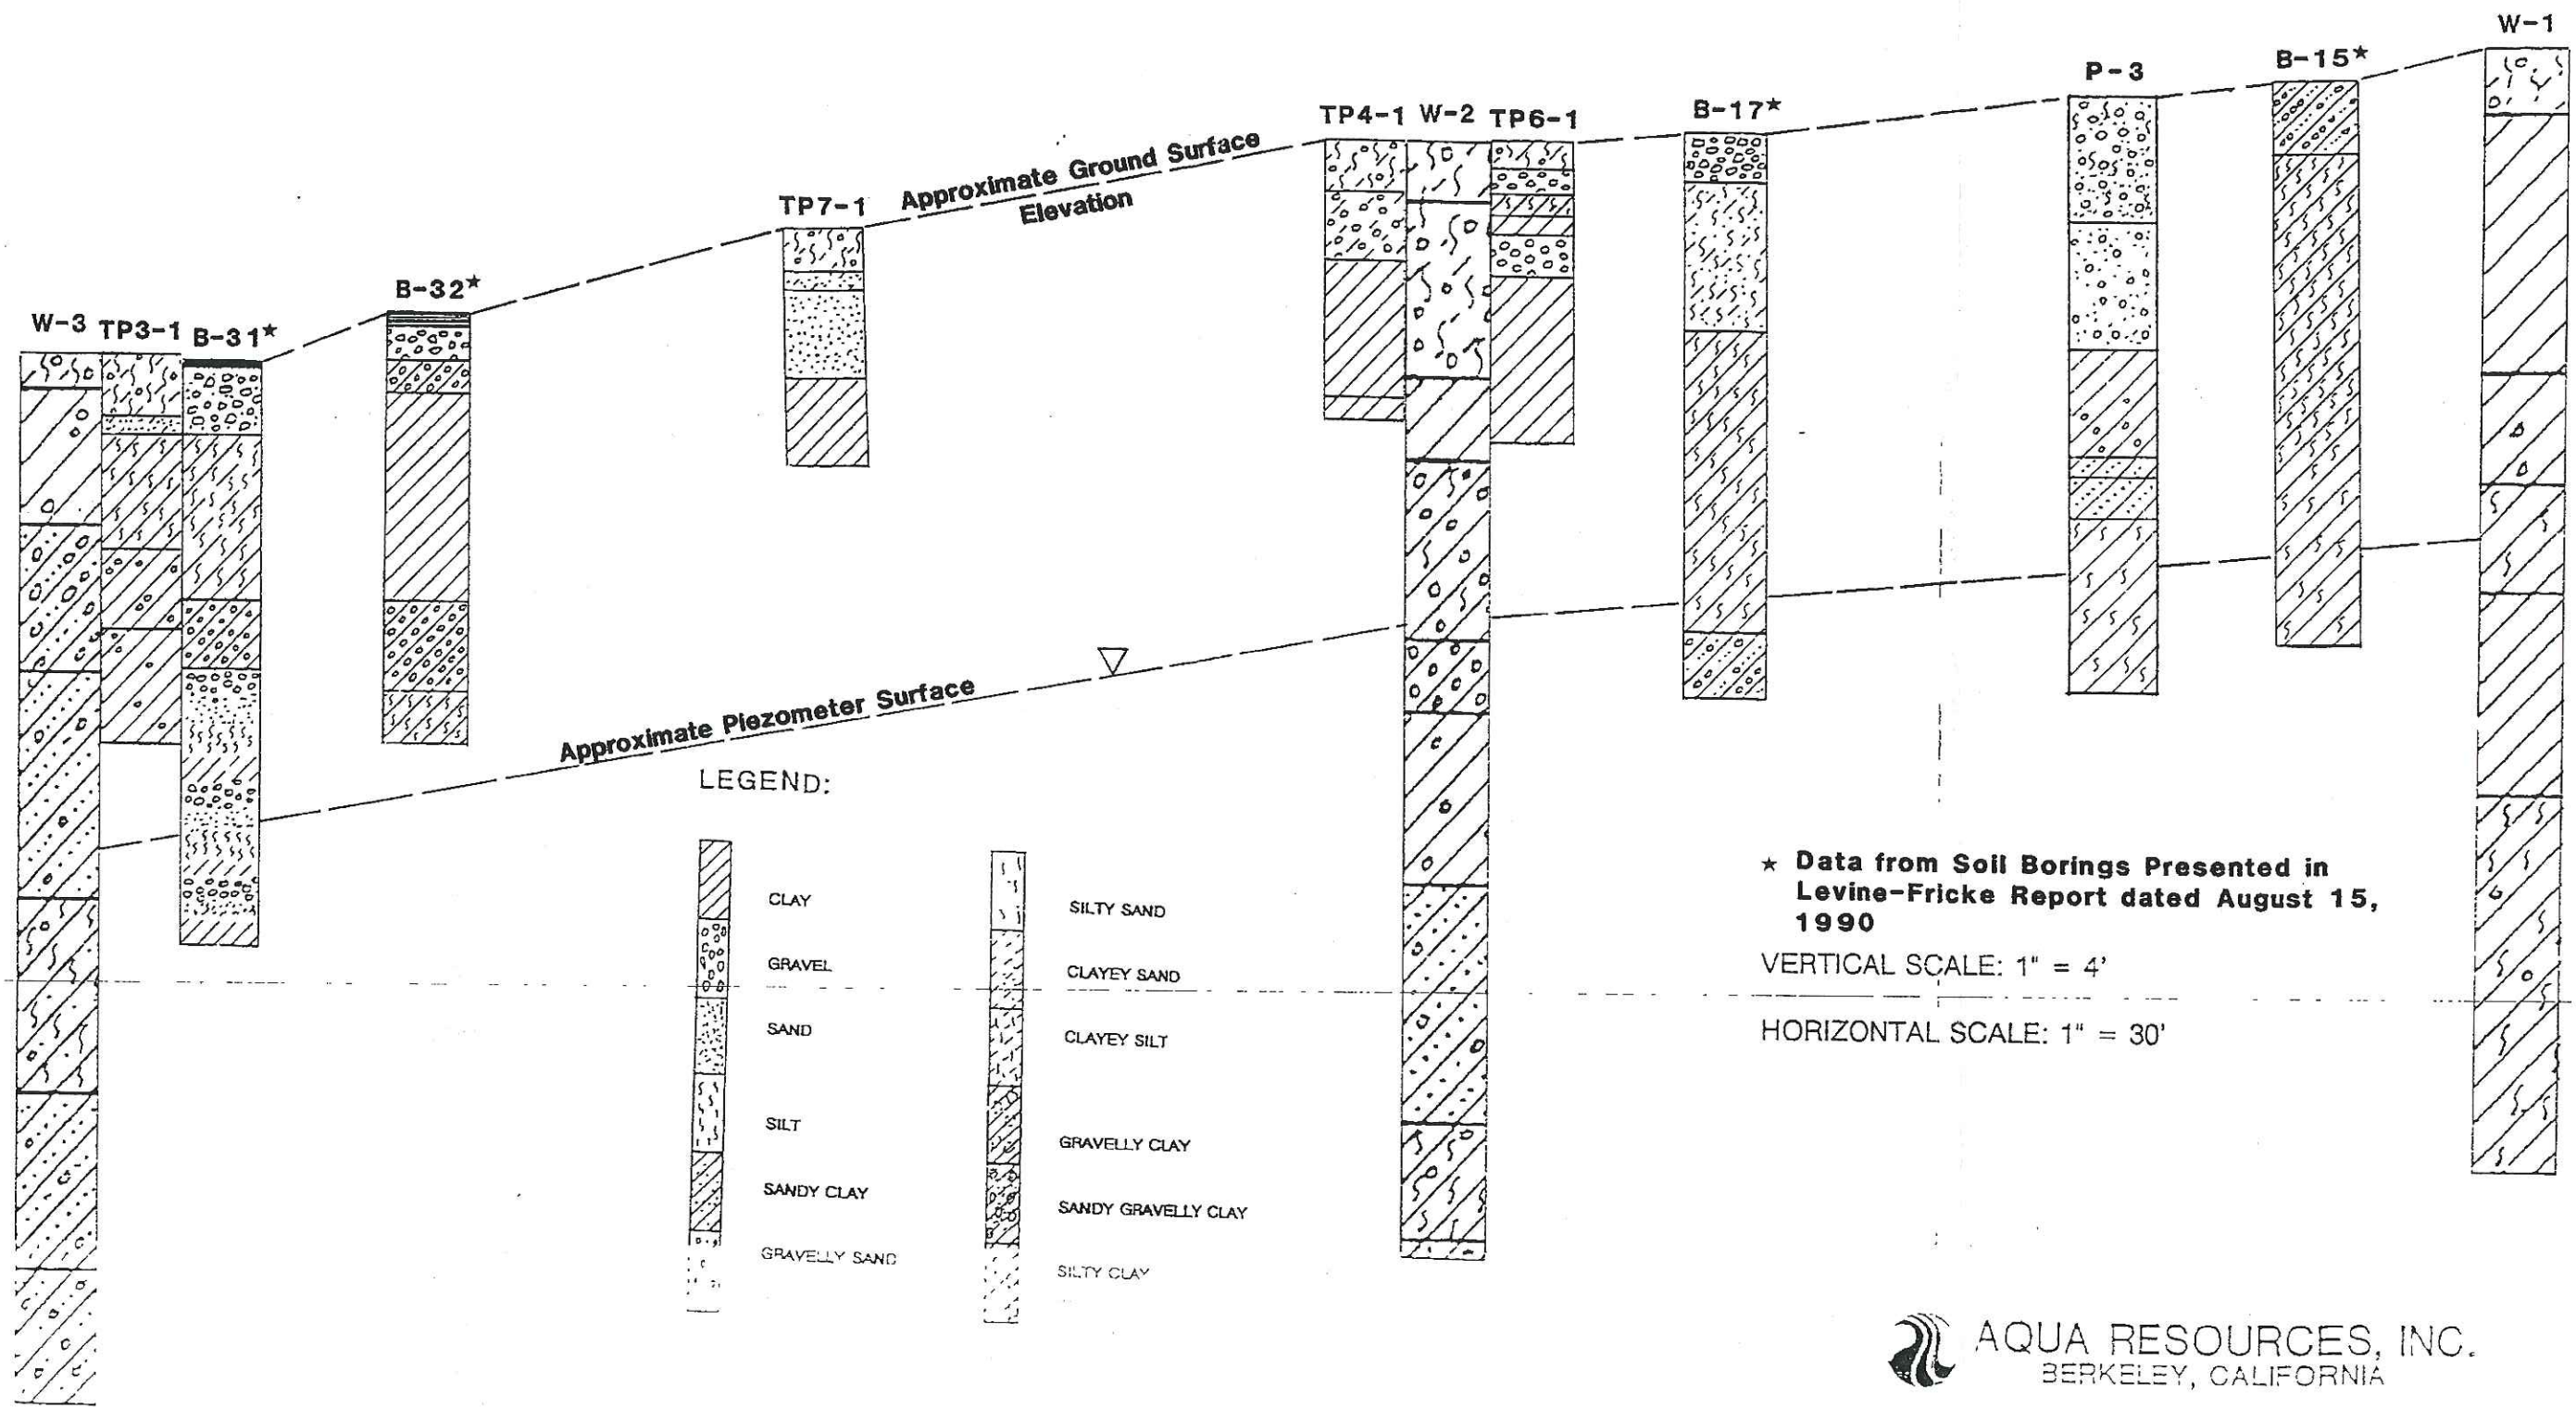 W-1
B-15★
P-3
B-17★
TP4-1 W-2 TP6-1
Approximate Ground Surface
Elevation
TP7-1
B-32★
W-3 TP3-1 B-31★
Approximate Piezometer Surface
LEGEND:
CLAY
GRAVEL
SAND
SILT
SANDY CLAY
GRAVELLY SAND
SILTY SAND
CLAYEY SAND
CLAYEY SILT
GRAVELLY CLAY
SANDY GRAVELLY CLAY
SILTY CLAY
★ Data from Soil Borings Presented in
Levine-Fricke Report dated August 15,
1990
VERTICAL SCALE: 1" = 4'
HORIZONTAL SCALE: 1" = 30'
AQUA RESOURCES, INC.
BERKELEY, CALIFORNIA